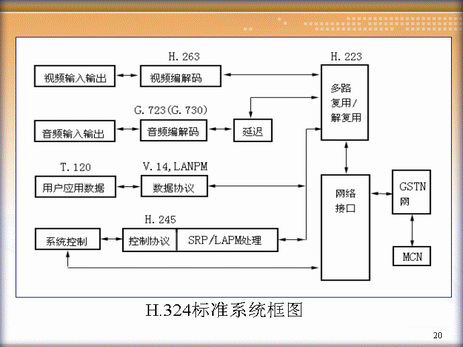 H.263
H.223
视频输入输出
视频编解码
多路
复用/
解复用
G.723(G.730)
音频输入输出
音频编解码
延迟
T.120
V.14,LANPM
用户应用数据
数据协议
网络
接口
GSTN
网
H.245
系统控制
控制协议
SRP/LAPM处理
MCN
H.324标准系统框图
20